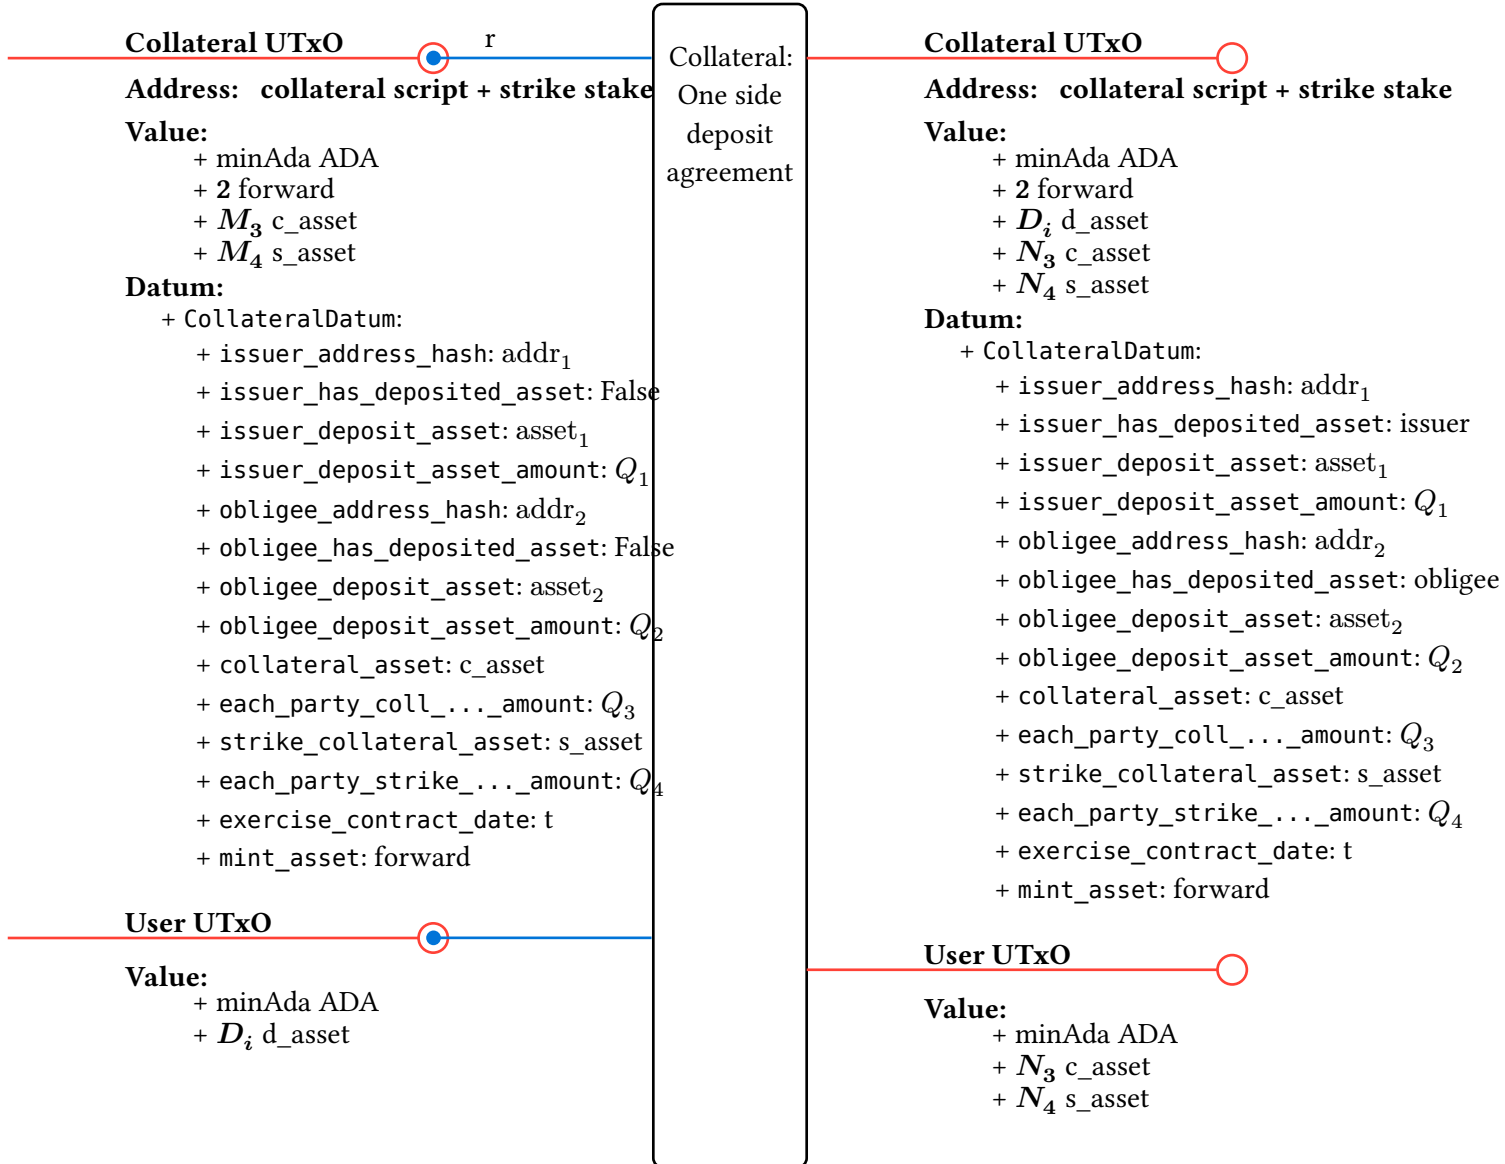 Collateral UTxO
r
Address: collateral script + strike stake
Value:
+ minAda ADA
+ 2 forward
+ M₃ c_asset
+ M₄ s_asset
Datum:
+ CollateralDatum:
+ issuer_address_hash: addr₁
+ issuer_has_deposited_asset: False
+ issuer_deposit_asset: asset₁
+ issuer_deposit_asset_amount: Q₁
+ obligee_address_hash: addr₂
+ obligee_has_deposited_asset: False
+ obligee_deposit_asset: asset₂
+ obligee_deposit_asset_amount: Q₂
+ collateral_asset: c_asset
+ each_party_coll_..._amount: Q₃
+ strike_collateral_asset: s_asset
+ each_party_strike_..._amount: Q₄
+ exercise_contract_date: t
+ mint_asset: forward
User UTxO
Value:
+ minAda ADA
+ Dᵢ d_asset
Collateral:
One side
deposit
agreement
Collateral UTxO
Address: collateral script + strike stake
Value:
+ minAda ADA
+ 2 forward
+ Dᵢ d_asset
+ N₃ c_asset
+ N₄ s_asset
Datum:
+ CollateralDatum:
+ issuer_address_hash: addr₁
+ issuer_has_deposited_asset: issuer
+ issuer_deposit_asset: asset₁
+ issuer_deposit_asset_amount: Q₁
+ obligee_address_hash: addr₂
+ obligee_has_deposited_asset: obligee
+ obligee_deposit_asset: asset₂
+ obligee_deposit_asset_amount: Q₂
+ collateral_asset: c_asset
+ each_party_coll_..._amount: Q₃
+ strike_collateral_asset: s_asset
+ each_party_strike_..._amount: Q₄
+ exercise_contract_date: t
+ mint_asset: forward
User UTxO
Value:
+ minAda ADA
+ N₃ c_asset
+ N₄ s_asset